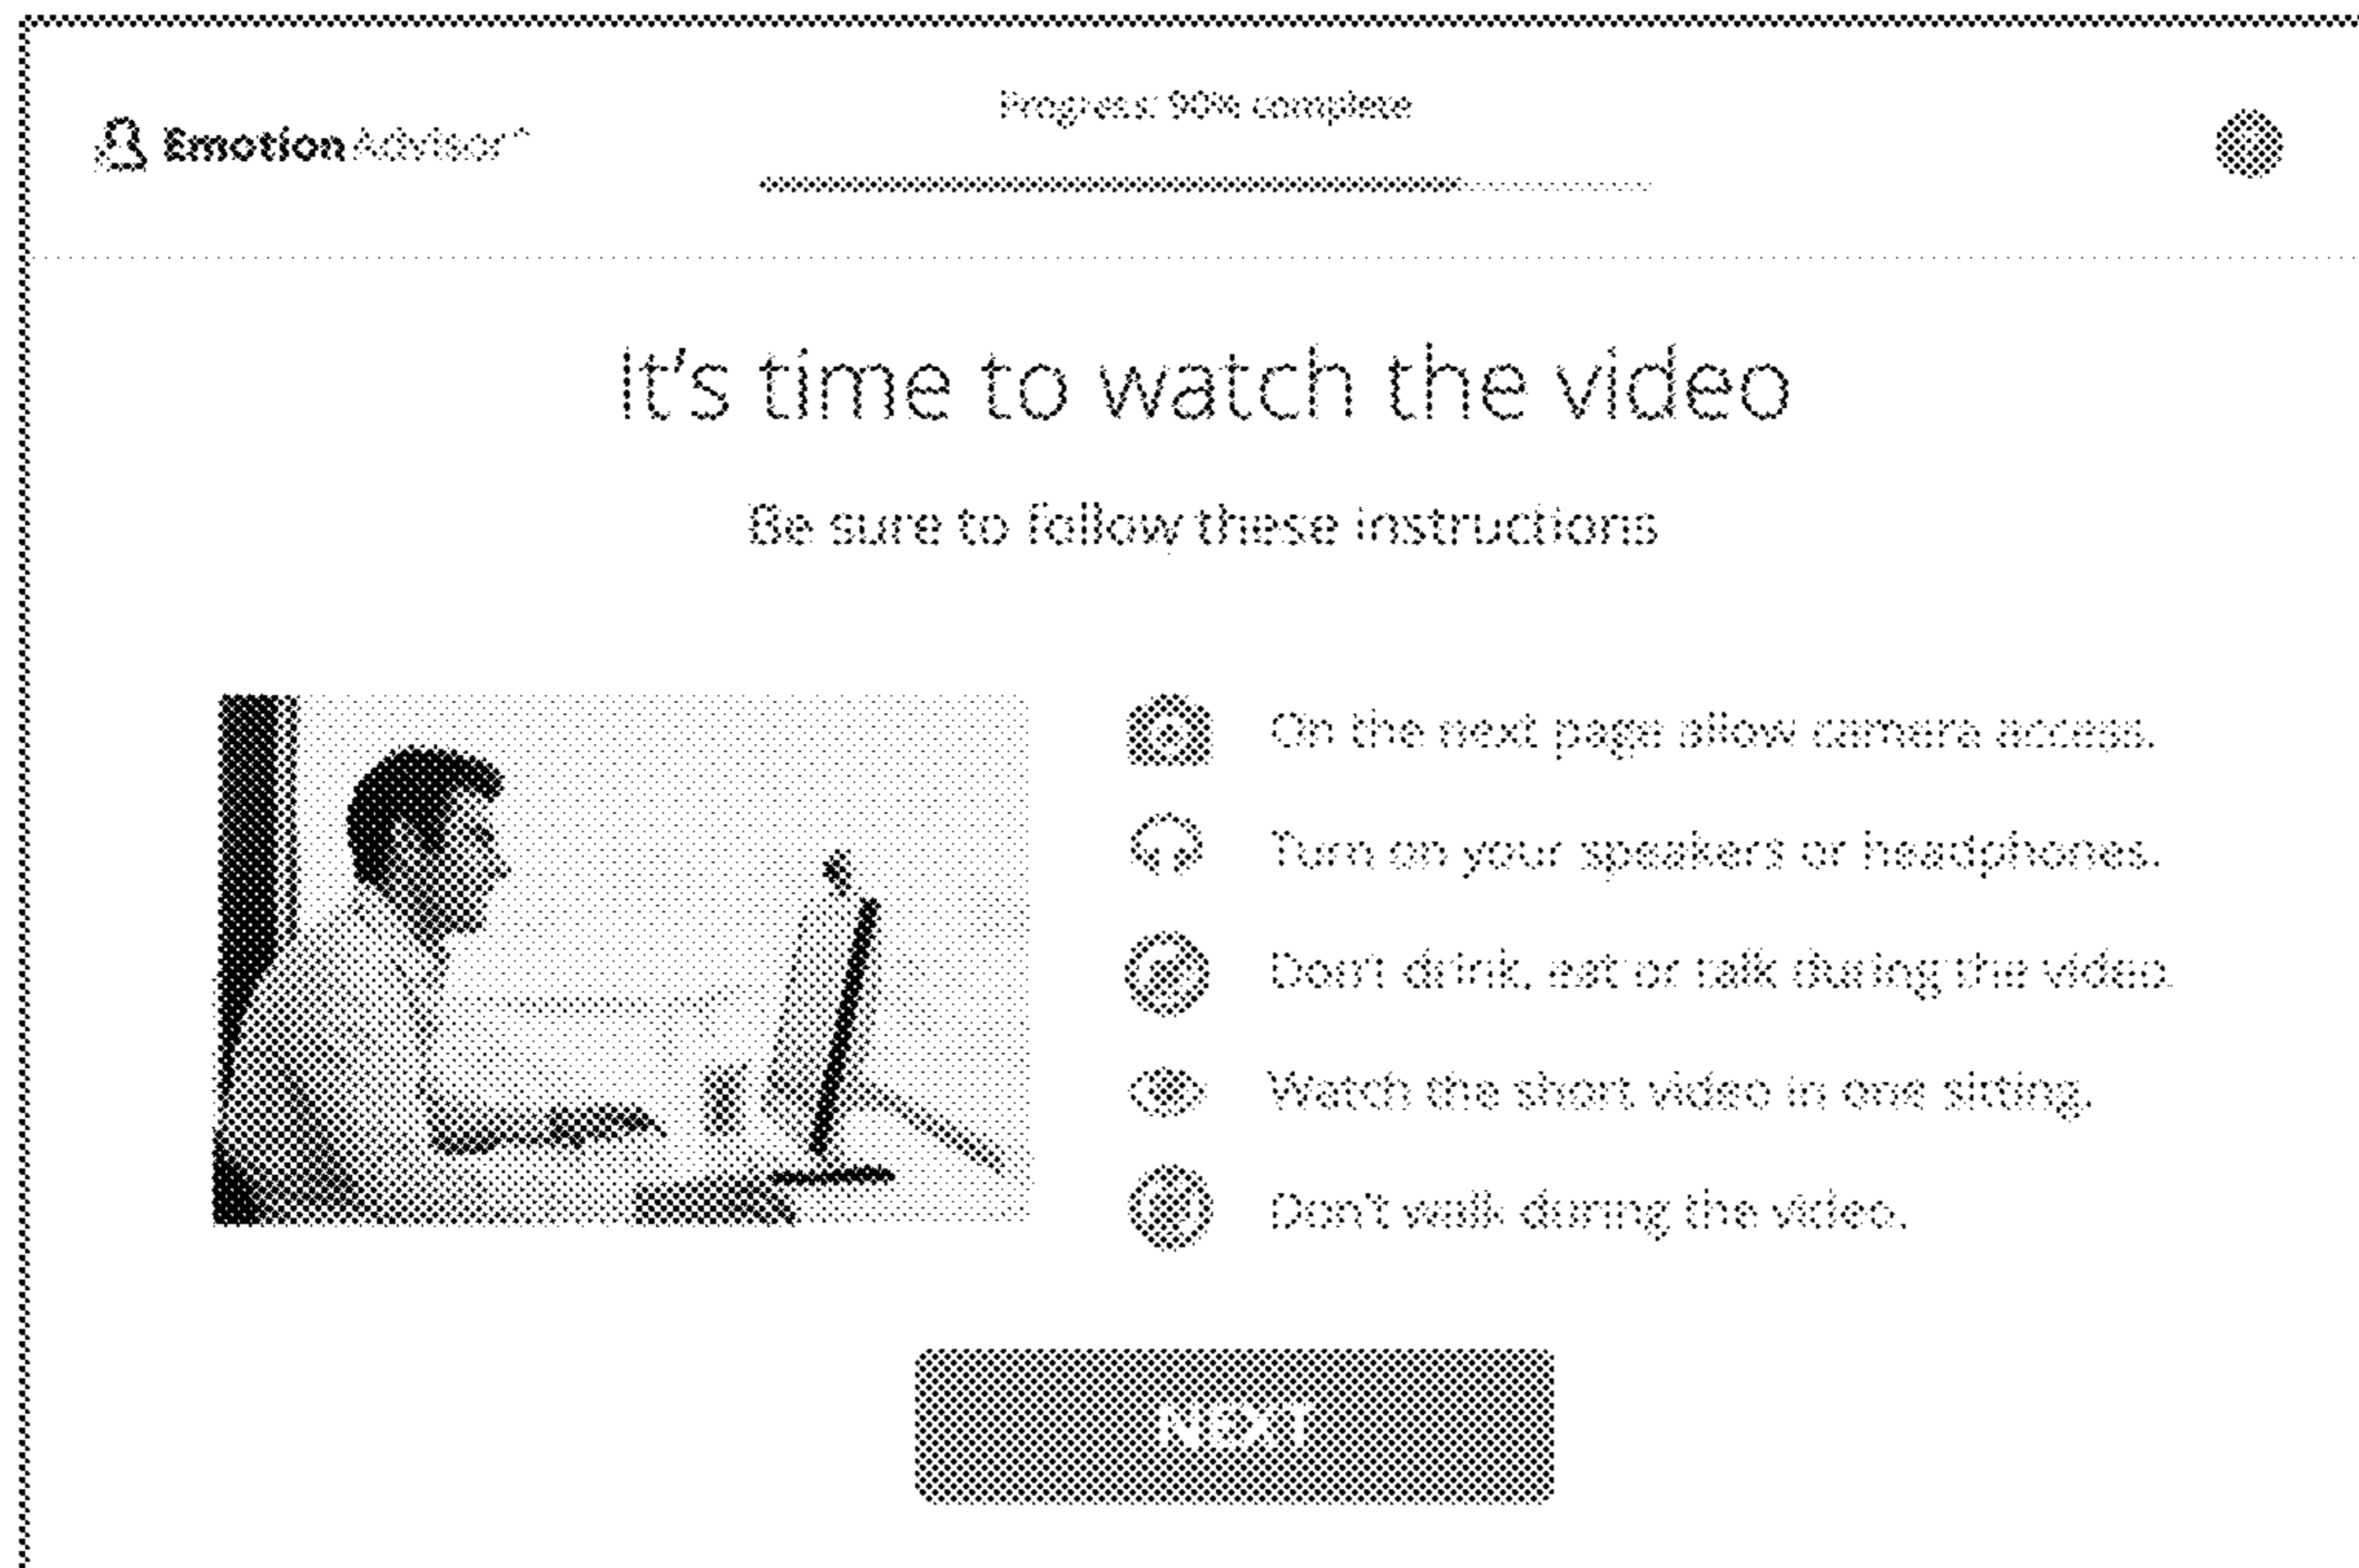 Progress: 90% complete
EmotionAdvisor™
It's time to watch the video
Be sure to follow these instructions
On the next page allow camera access.
Turn on your speakers or headphones.
Don't drink, eat or talk during the video.
Watch the short video in one sitting.
Don't walk during the video.
NEXT